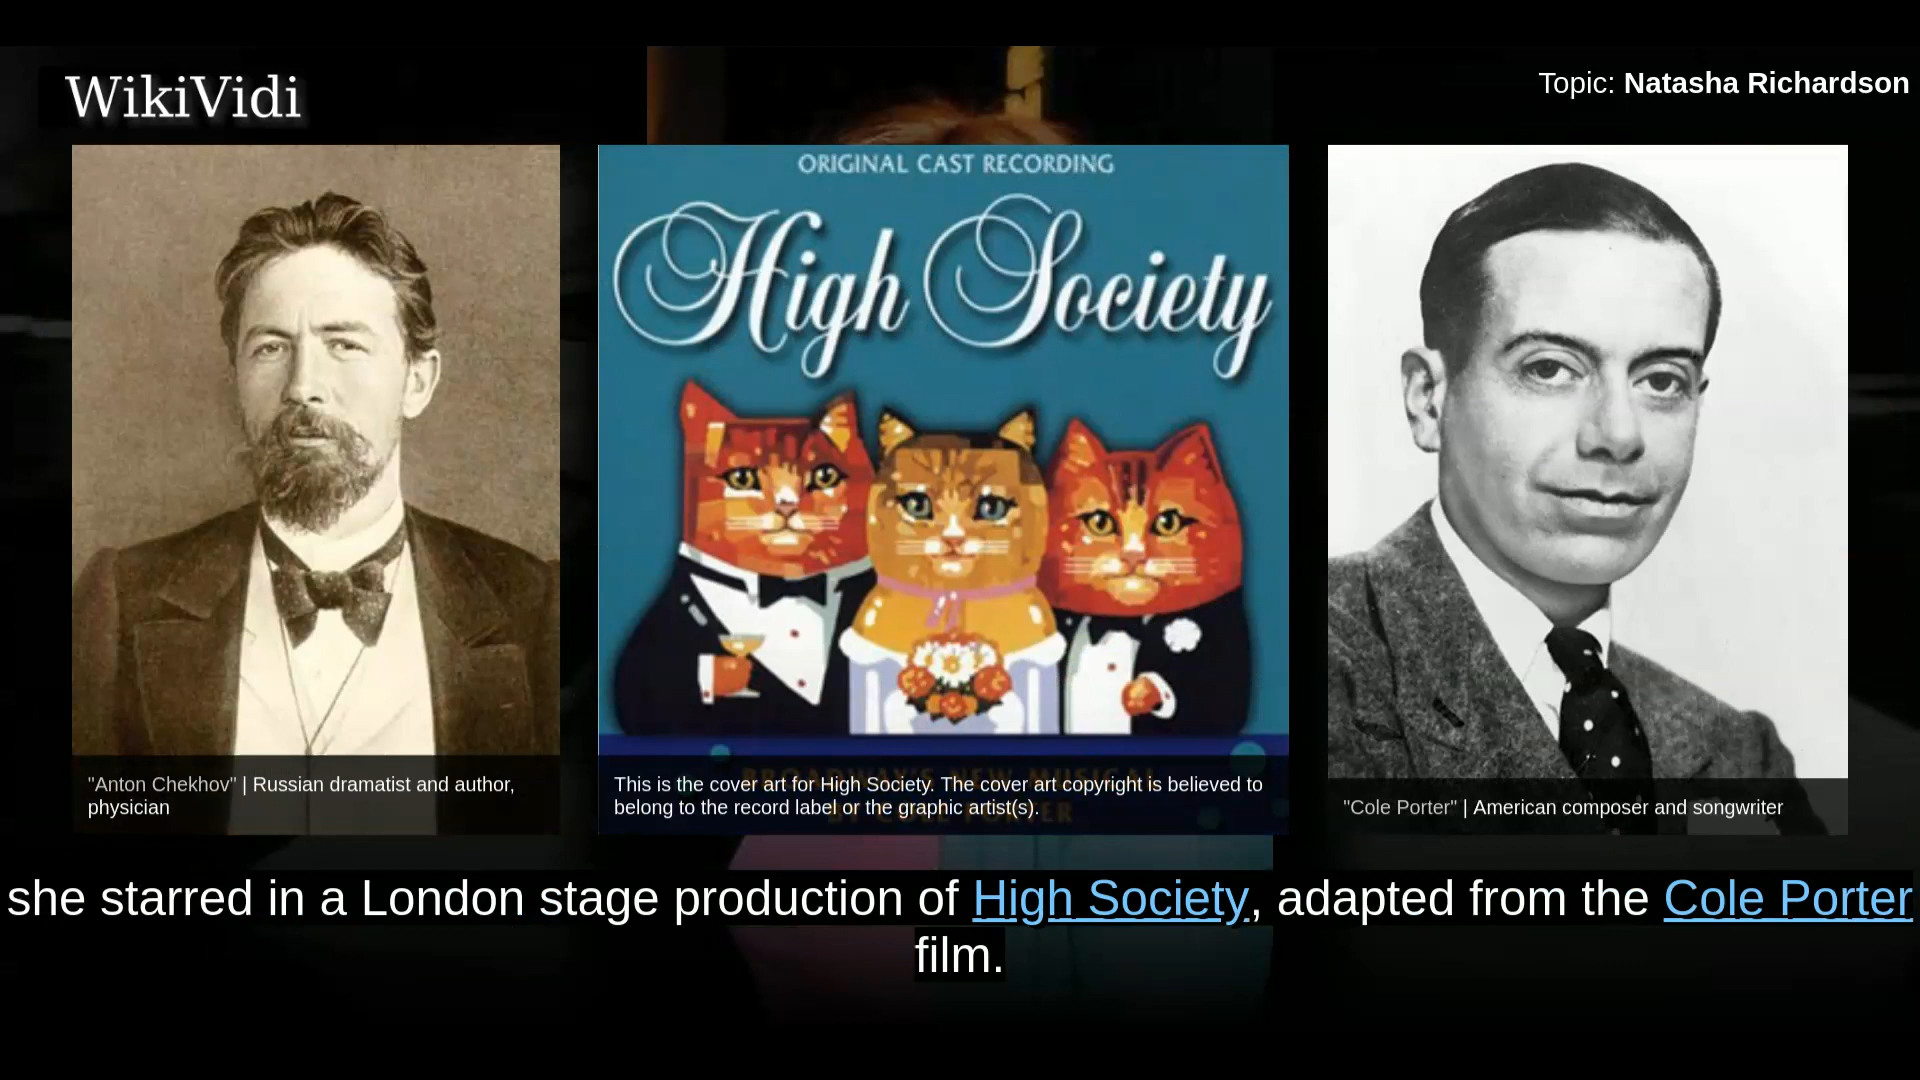 WikiVidi
Topic: Natasha Richardson
ORIGINAL CAST RECORDING
High Society
"Anton Chekhov" | Russian dramatist and author,
physician
This is the cover art for High Society. The cover art copyright is believed to
belong to the record label or the graphic artist(s).
"Cole Porter" | American composer and songwriter
she starred in a London stage production of High Society, adapted from the Cole Porter
film.